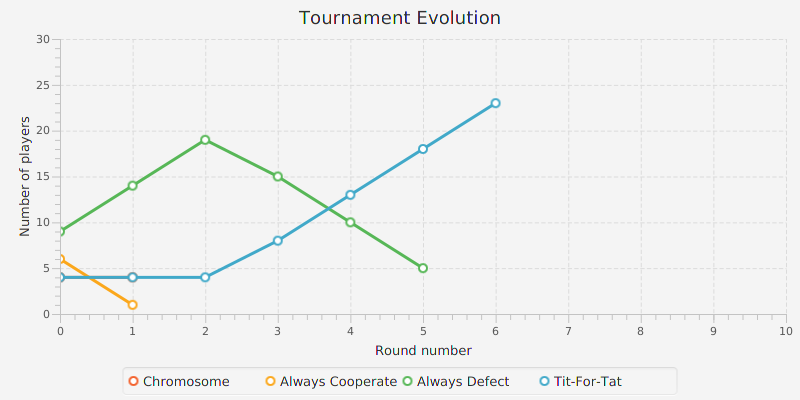 Tournament Evolution
30
25
20
15
10
5
0
Number of players
0 1 2 3 4 5 6 7 8 9 10
Round number
Chromosome Always Cooperate Always Defect Tit-For-Tat